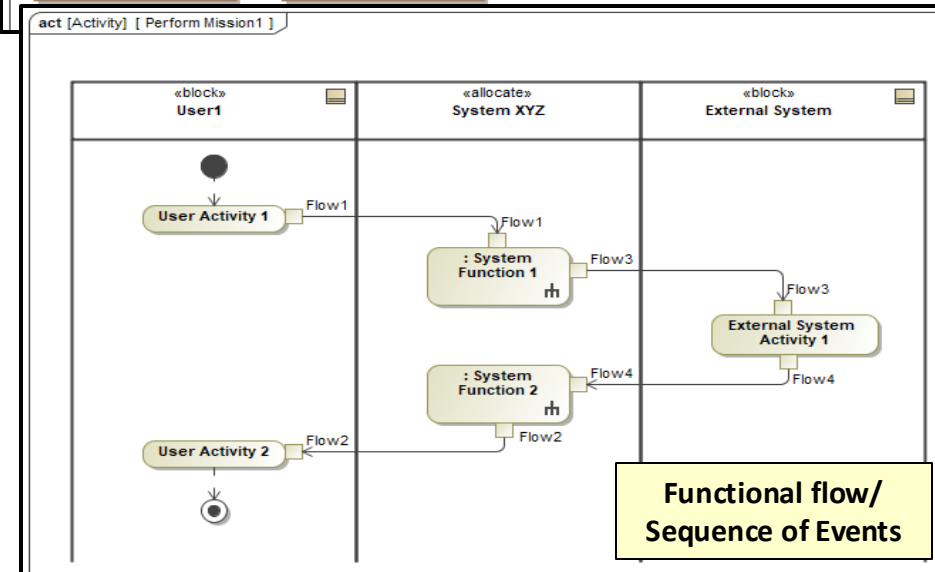 act [Activity] [ Perform Mission1 ]
«block»
User1
«allocate»
System XYZ
«block»
External System
User Activity 1
Flow1
Flow1
: System
Function 1
Flow3
Flow3
External System
Activity 1
Flow4
Flow4
: System
Function 2
Flow2
Flow2
User Activity 2
Functional flow/
Sequence of Events